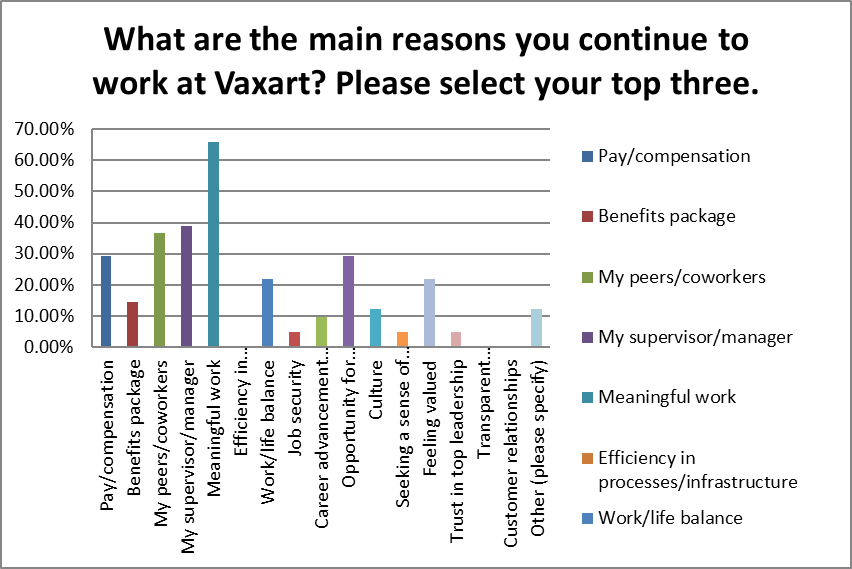 What are the main reasons you continue to
work at Vaxart? Please select your top three.
70.00%
60.00%
50.00%
40.00%
30.00%
20.00%
10.00%
0.00%
Pay/compensation
Benefits package
My peers/coworkers
My supervisor/manager
Meaningful work
Efficiency in...
Work/life balance
Job security
Career advancement...
Opportunity for...
Culture
Seeking a sense of...
Feeling valued
Trust in top leadership
Transparent...
Customer relationships
Other (please specify)
Pay/compensation
Benefits package
My peers/coworkers
My supervisor/manager
Meaningful work
Efficiency in
processes/infrastructure
Work/life balance